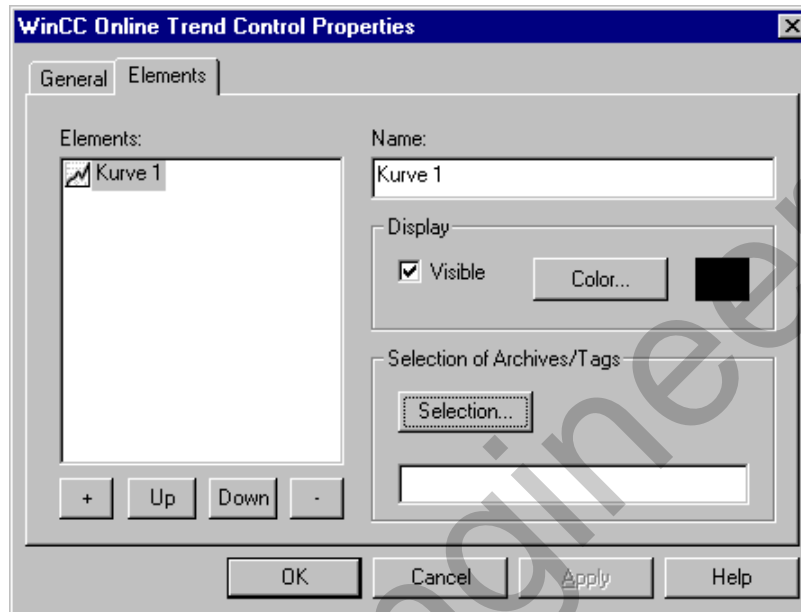 WinCC Online Trend Control Properties
General Elements
Elements:
Kurve 1
Name:
Kurve 1
Display
Visible Color...
Selection of Archives/Tags
Selection...
+ Up Down -
OK Cancel Apply Help